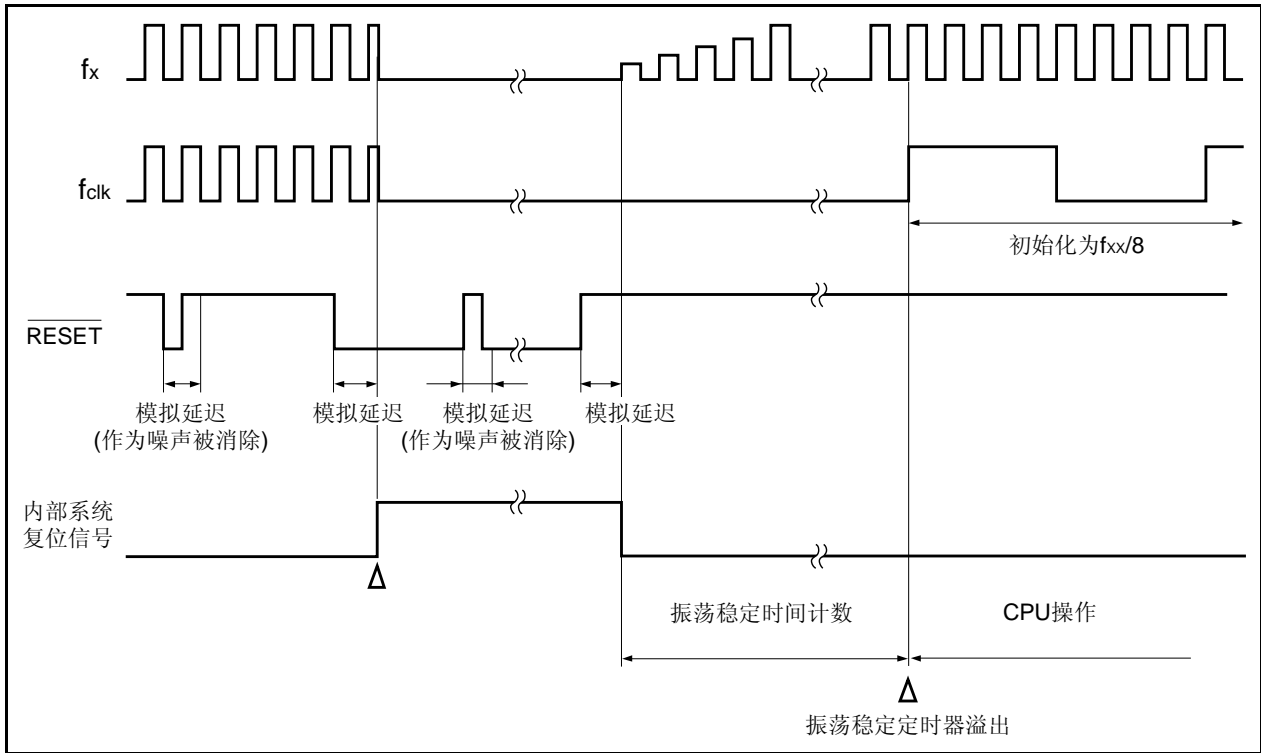 fx
fclk
初始化为fxx/8
RESET
模拟延迟
(作为噪声被消除)
模拟延迟
模拟延迟
(作为噪声被消除)
模拟延迟
内部系统
复位信号
振荡稳定时间计数
CPU操作
振荡稳定定时器溢出